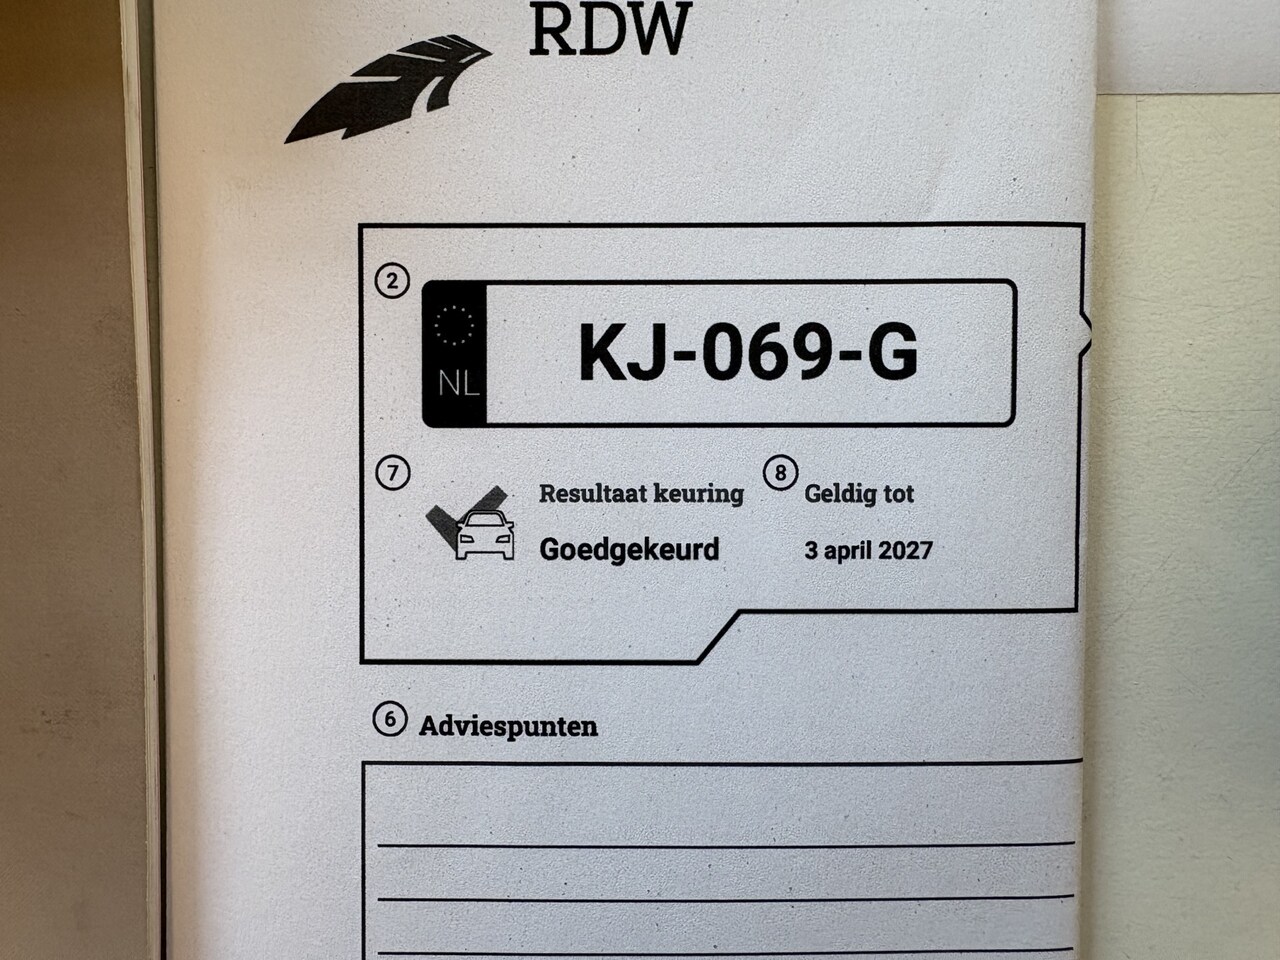 RDW
2
NL
KJ-069-G
7
Resultaat keuring
Goedgekeurd
8
Geldig tot
3 april 2027
6
Adviespunten